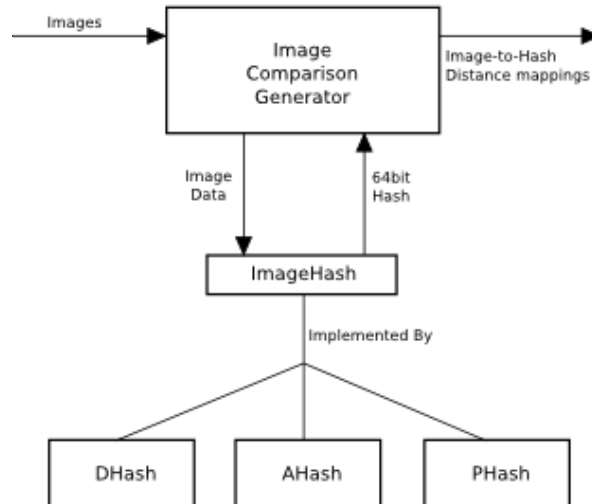 Images
Image
Comparison
Generator
Image-to-Hash
Distance mappings
Image
Data
64bit
Hash
ImageHash
Implemented By
DHash
AHash
PHash